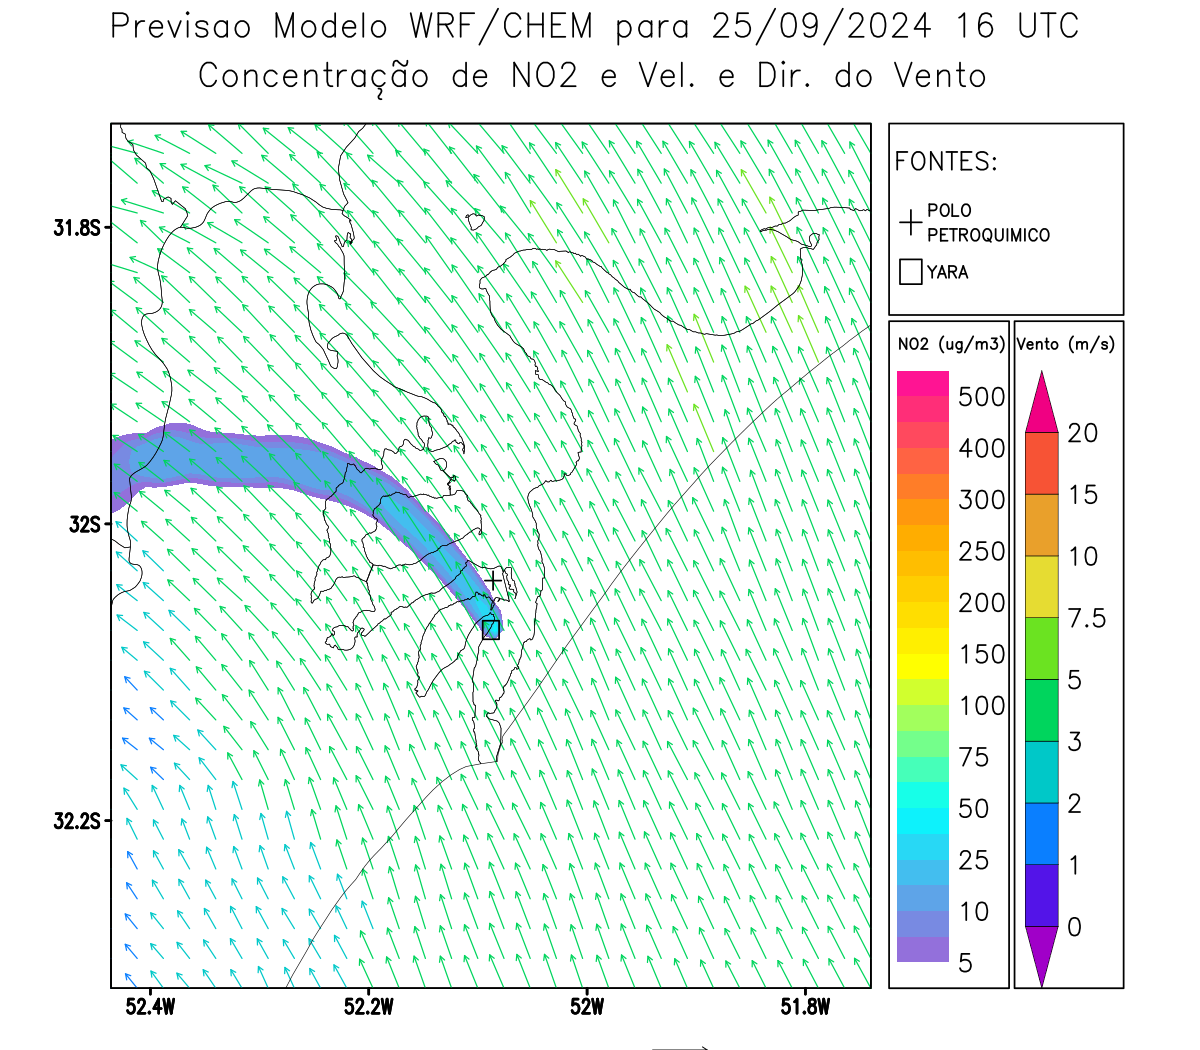 Previsao Modelo WRF/CHEM para 25/09/2024 16 UTC
Concentração de NO2 e Vel. e Dir. do Vento
FONTES:
POLO
PETROQUIMICO
YARA
31.8S
32S
32.2S
52.4W
52.2W
52W
51.8W
NO2 (ug/m3)
500
400
300
250
200
150
100
75
50
25
10
5
Vento (m/s)
20
15
10
7.5
5
3
2
1
0